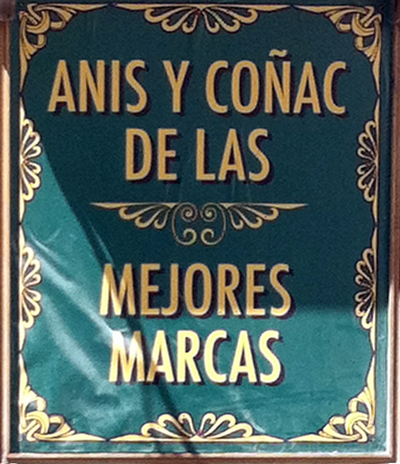 ANIS Y COÑAC
DE LAS
MEJORES
MARCAS